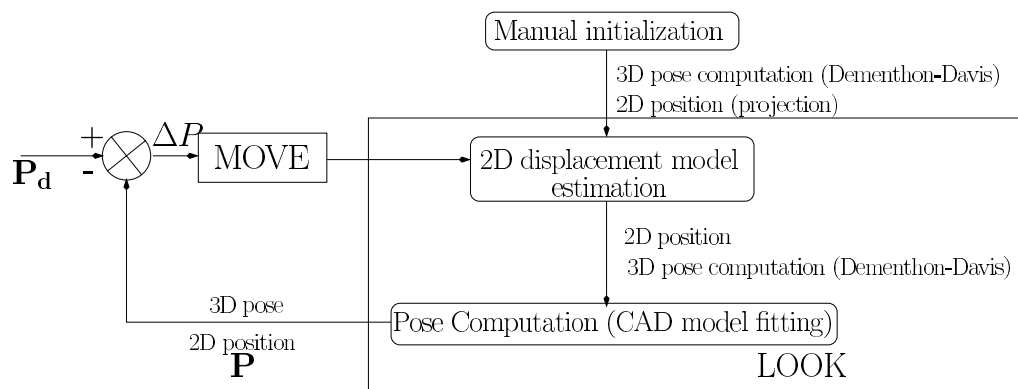 Manual initialization
3D pose computation (Dementhon-Davis)
2D position (projection)
+
ΔP
P_d
-
MOVE
2D displacement model
estimation
2D position
3D pose computation (Dementhon-Davis)
3D pose
Pose Computation (CAD model fitting)
2D position
P
LOOK